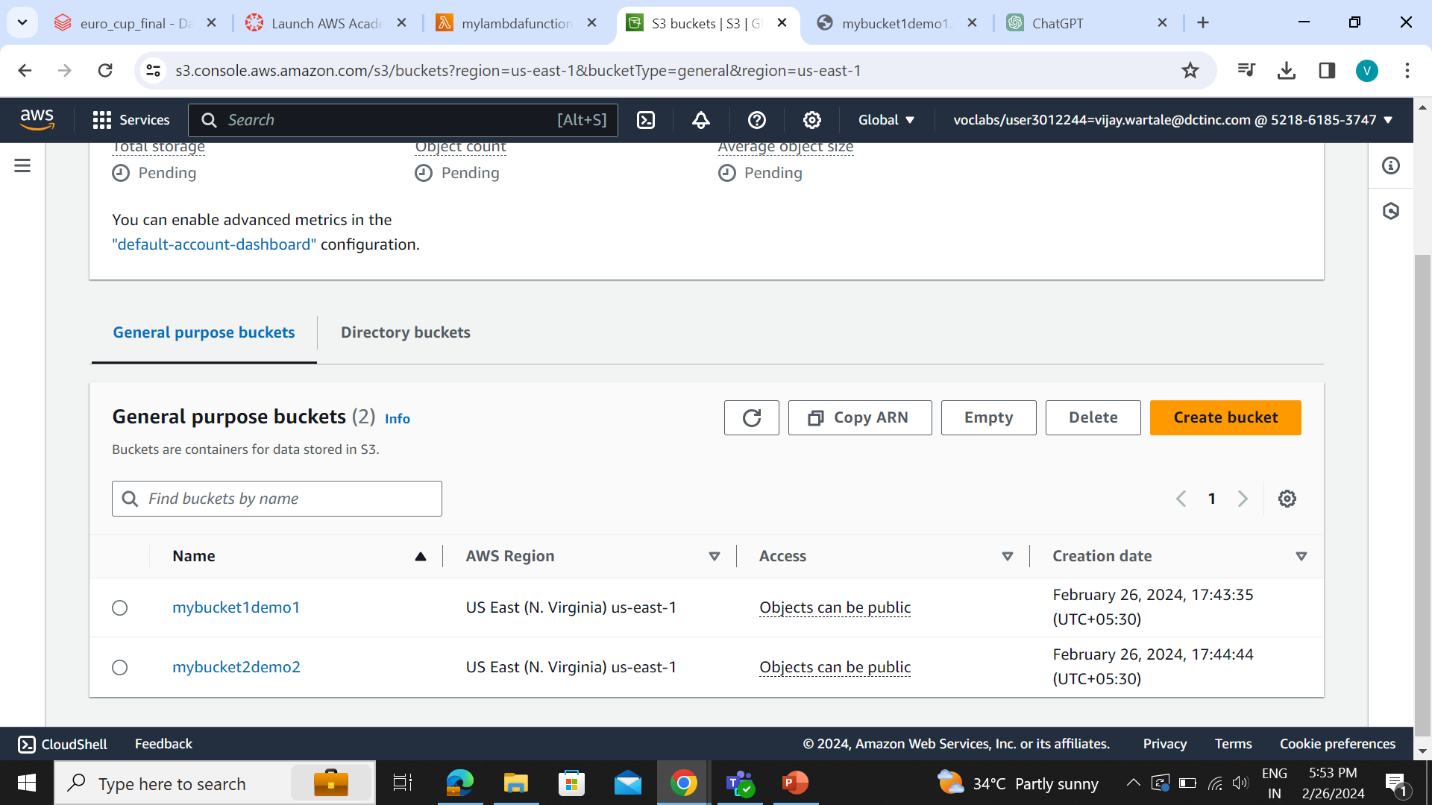 euro_cup_final - Da
Launch AWS Acade
mylambdafunction
S3 buckets | S3 | Gl
mybucket1demo1.
ChatGPT
s3.console.aws.amazon.com/s3/buckets?region=us-east-1&bucketType=general&region=us-east-1
V
aws
Services
Search
[Alt+S]
Global
voclabs/user3012244=vijay.wartale@dctinc.com @ 5218-6185-3747
Total storage
Object count
Average object size
Pending
Pending
Pending
You can enable advanced metrics in the
"default-account-dashboard" configuration.
General purpose buckets
Directory buckets
General purpose buckets (2) Info
Copy ARN
Empty
Delete
Create bucket
Buckets are containers for data stored in S3.
Find buckets by name
1
Name
AWS Region
Access
Creation date
mybucket1demo1
US East (N. Virginia) us-east-1
Objects can be public
February 26, 2024, 17:43:35
(UTC+05:30)
mybucket2demo2
US East (N. Virginia) us-east-1
Objects can be public
February 26, 2024, 17:44:44
(UTC+05:30)
CloudShell
Feedback
© 2024, Amazon Web Services, Inc. or its affiliates.
Privacy
Terms
Cookie preferences
Type here to search
34°C Partly sunny
ENG
IN
5:53 PM
2/26/2024
1